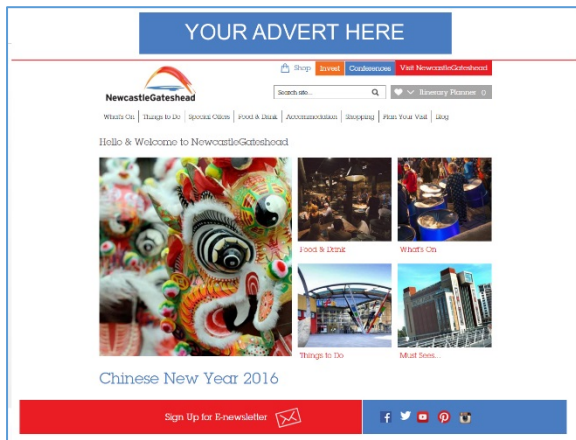 YOUR ADVERT HERE
Shop Invest Conferences Visit NewcastleGateshead
NewcastleGateshead
Search site... Itinerary Planner 0
What's On Things to Do Special Offers Food & Drink Accommodation Shopping Plan Your Visit Blog
Hello & Welcome to NewcastleGateshead
Food & Drink What's On
Things to Do Must Sees...
Chinese New Year 2016
Sign Up for E-newsletter